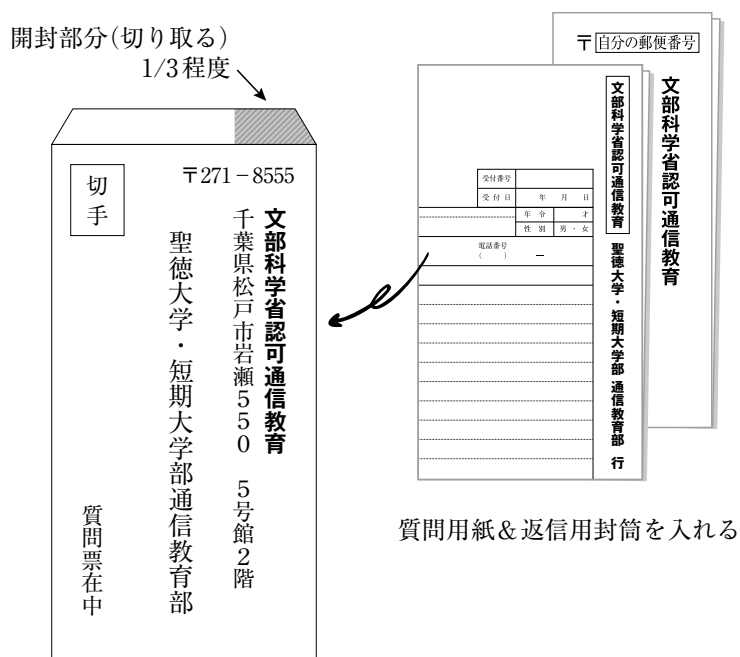 開封部分(切り取る)
1/3程度
切手
〒271−8555
文部科学省認可通信教育
千葉県松戸市岩瀬550 5号館2階
聖徳大学・短期大学部通信教育部
質問票在中
〒自分の郵便番号
文部科学省認可通信教育
文部科学省認可通信教育 聖徳大学・短期大学部 通信教育部 行
受付番号
受付日 年 月 日
年令 才
性別 男・女
電話番号
( ) ―
質問用紙&返信用封筒を入れる